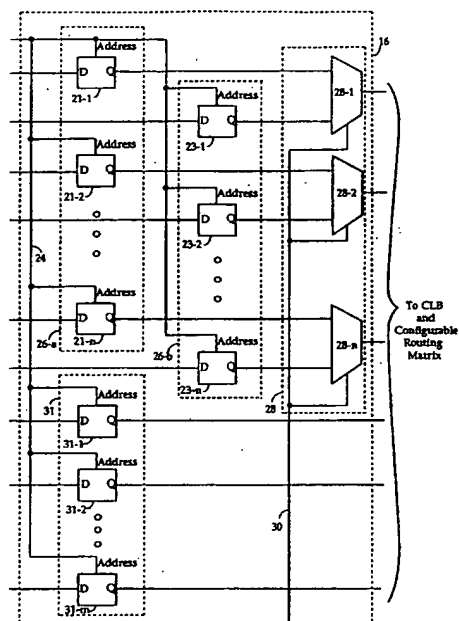 Address
D Q
21-1
Address
D Q
23-1
28-1
16
Address
D Q
21-2
Address
D Q
23-2
28-2
24
Address
D Q
21-n
26-a
Address
D Q
23-n
26-b
28-n
28
To CLB
and
Configurable
Routing
Matrix
31
Address
D Q
31-1
Address
D Q
31-2
Address
D Q
31-m
30